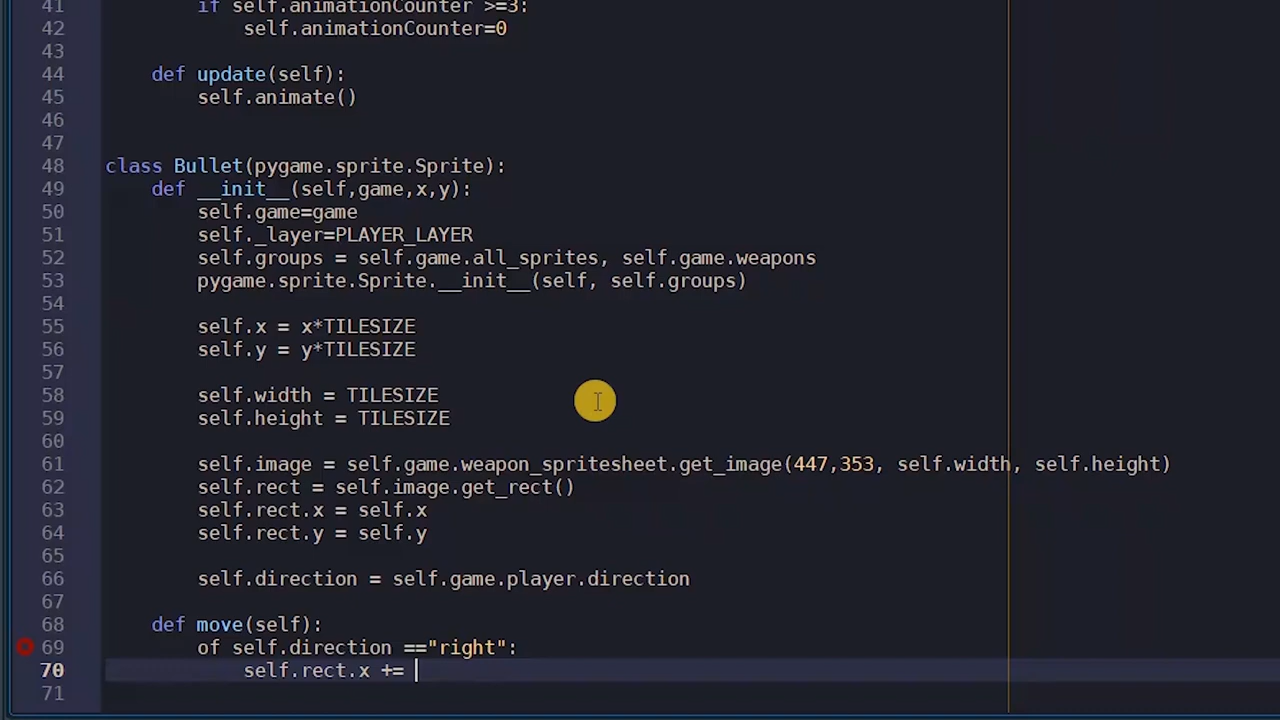 41 if self.animationCounter >=3:
42 self.animationCounter=0
43
44 def update(self):
45 self.animate()
46
47
48 class Bullet(pygame.sprite.Sprite):
49 def __init__(self,game,x,y):
50 self.game=game
51 self._layer=PLAYER_LAYER
52 self.groups = self.game.all_sprites, self.game.weapons
53 pygame.sprite.Sprite.__init__(self, self.groups)
54
55 self.x = x*TILESIZE
56 self.y = y*TILESIZE
57
58 self.width = TILESIZE
59 self.height = TILESIZE
60
61 self.image = self.game.weapon_spritesheet.get_image(447,353, self.width, self.height)
62 self.rect = self.image.get_rect()
63 self.rect.x = self.x
64 self.rect.y = self.y
65
66 self.direction = self.game.player.direction
67
68 def move(self):
69 of self.direction =="right":
70 self.rect.x +=
71